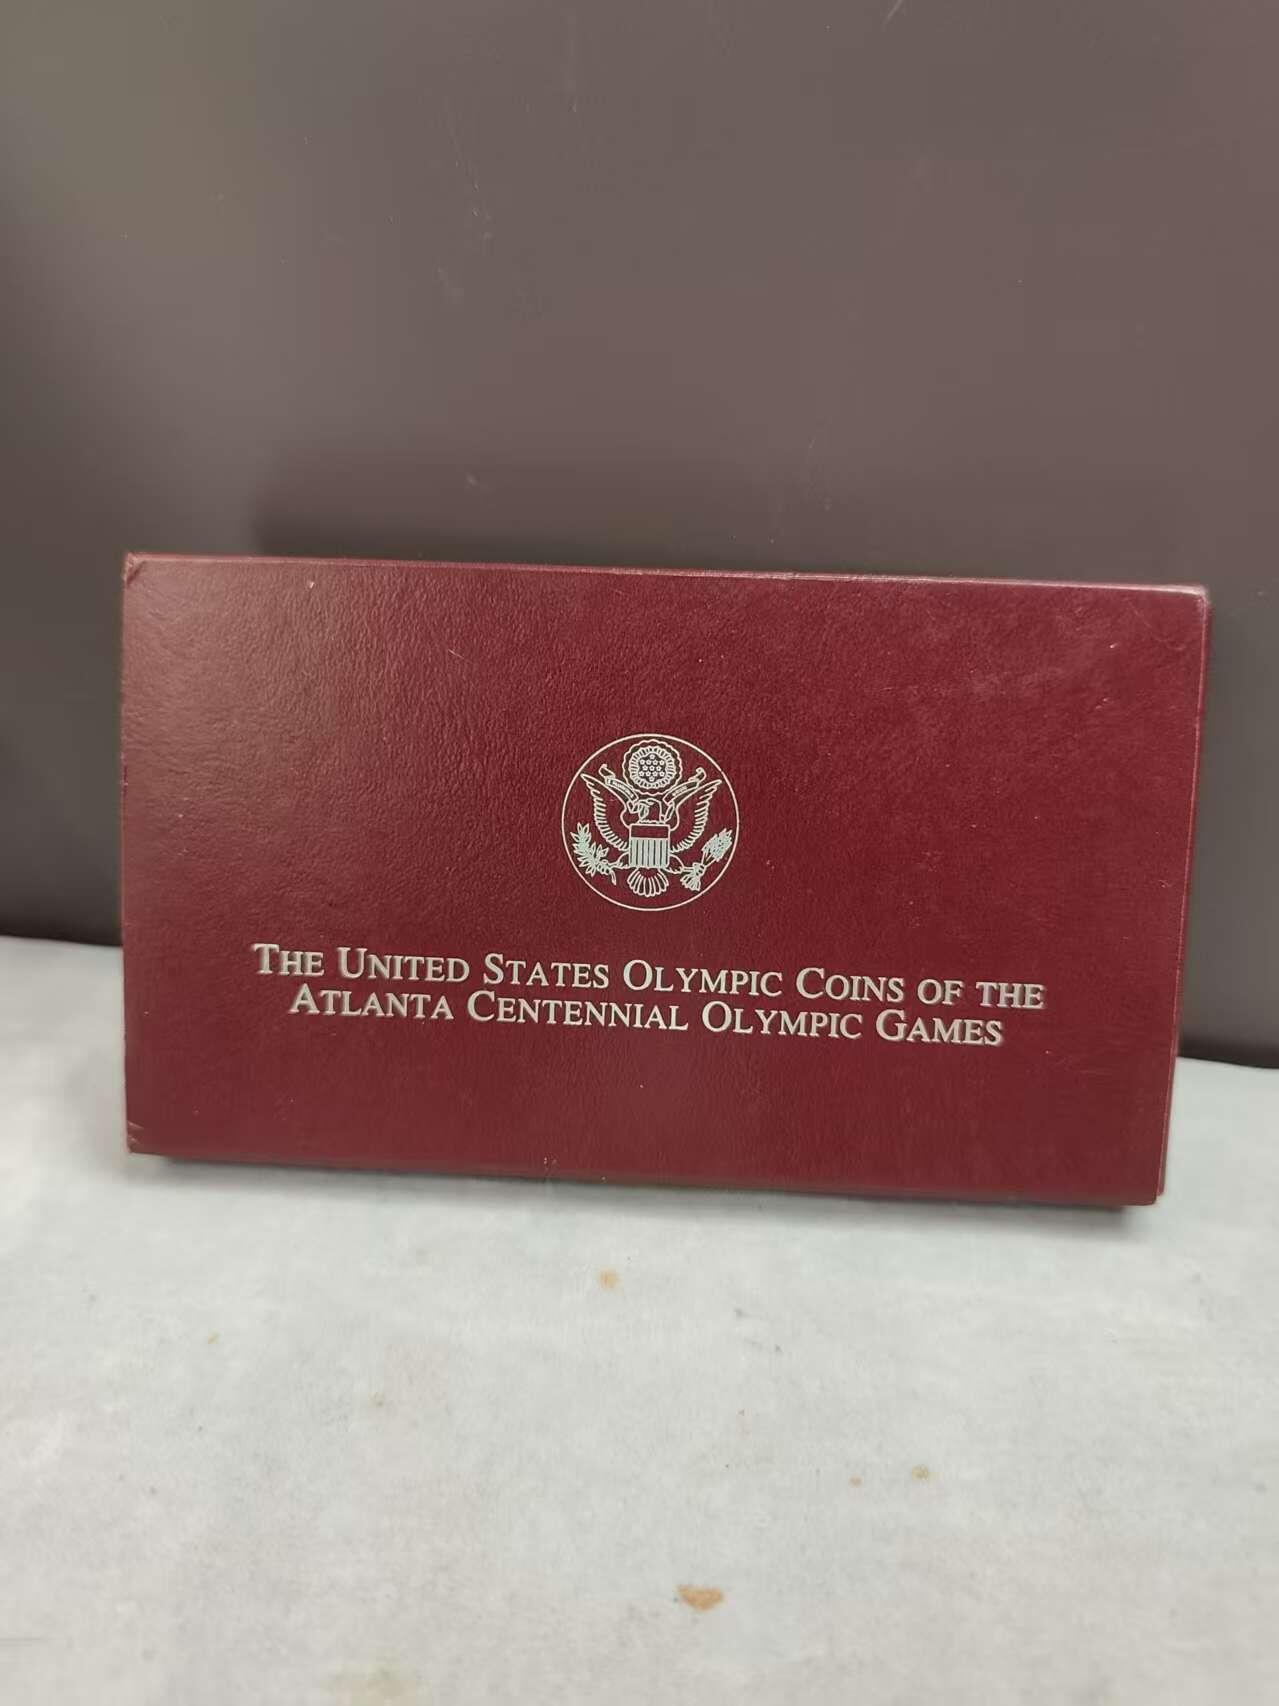 The United States Olympic Coins of the
Atlanta Centennial Olympic Games